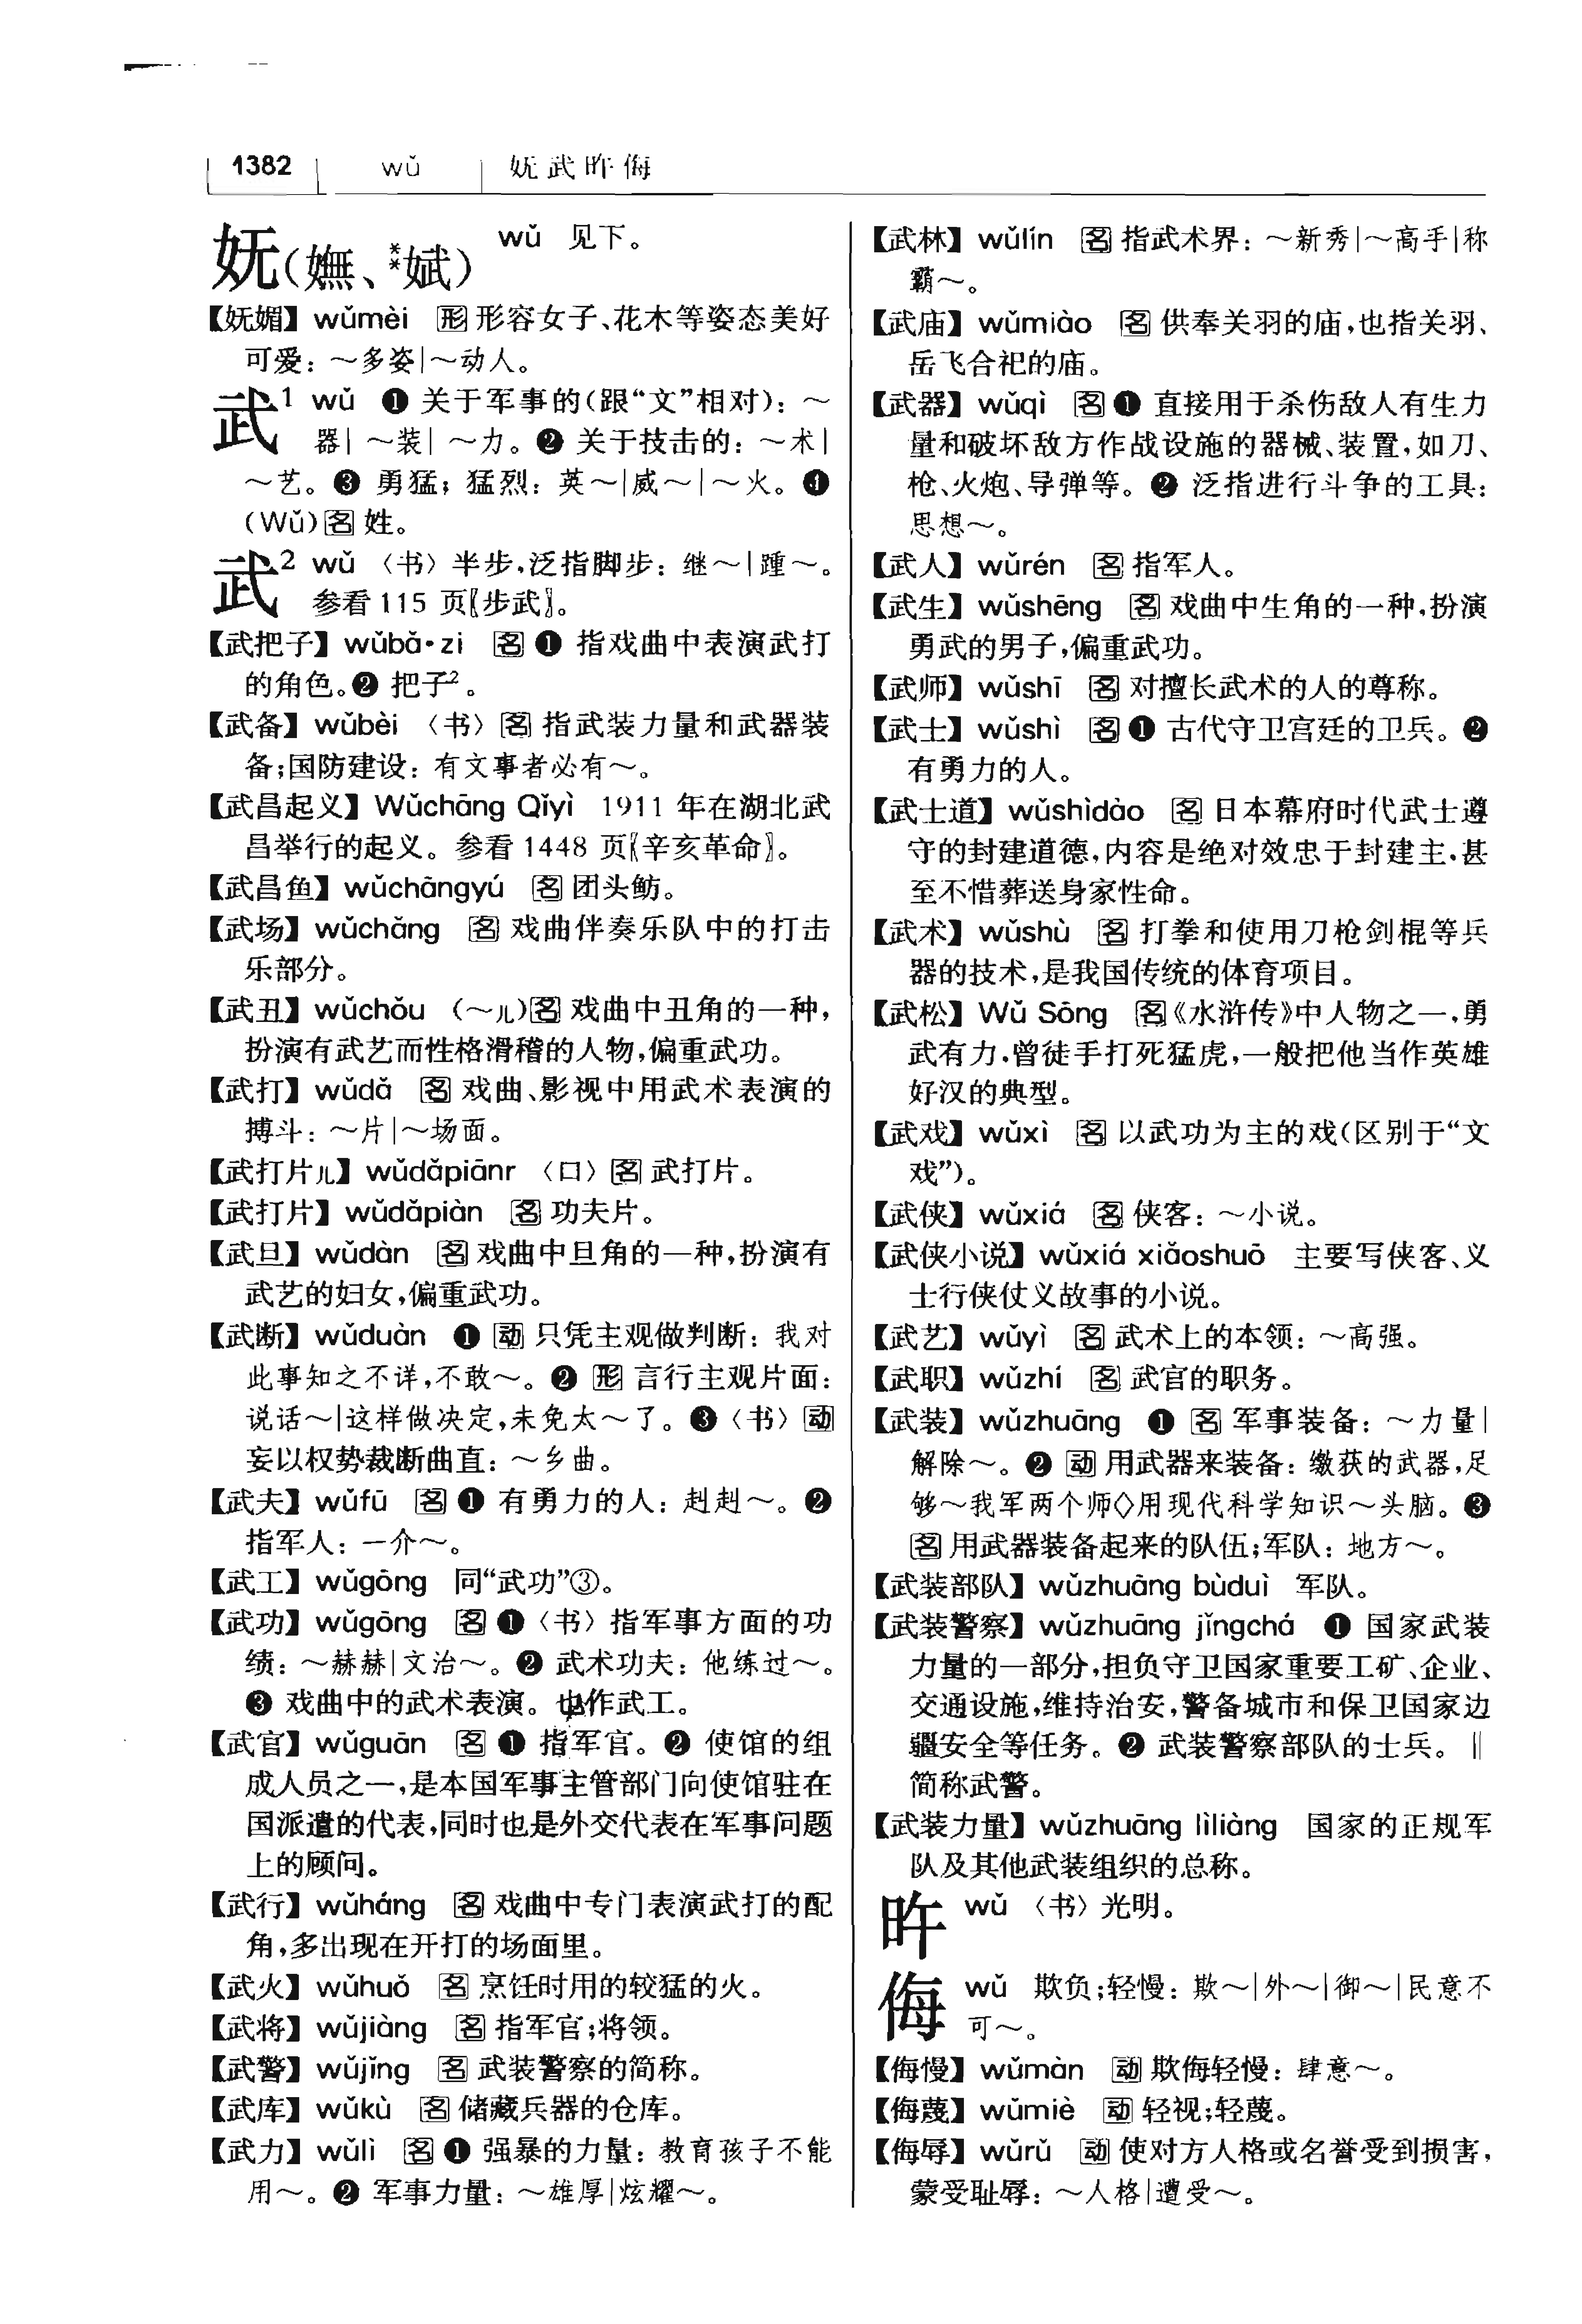 1382 wǔ 妩武旿侮
妩(嫵、**娬) wǔ 见下。
【妩媚】wǔmèi 形 形容女子、花木等姿态美好
可爱：～多姿|～动人。
武¹ wǔ ❶ 关于军事的(跟“文”相对)：～
器|～装|～力。❷ 关于技击的：～术|
～艺。❸ 勇猛；猛烈：英～|威～|～火。❹
(Wǔ)名 姓。
武² wǔ 〈书〉半步，泛指脚步：继～|踵～。
参看 115 页〖步武〗。
【武把子】wǔbǎ·zi 名 ❶ 指戏曲中表演武打
的角色。❷ 把子²。
【武备】wǔbèi 〈书〉名 指武装力量和武器装
备；国防建设：有文事者必有～。
【武昌起义】Wǔchāng Qǐyì 1911 年在湖北武
昌举行的起义。参看 1448 页〖辛亥革命〗。
【武昌鱼】wǔchāngyú 名 团头鲂。
【武场】wǔchǎng 名 戏曲伴奏乐队中的打击
乐部分。
【武丑】wǔchǒu (～儿)名 戏曲中丑角的一种，
扮演有武艺而性格滑稽的人物，偏重武功。
【武打】wǔdǎ 名 戏曲、影视中用武术表演的
搏斗：～片|～场面。
【武打片儿】wǔdǎpiānr 〈口〉名 武打片。
【武打片】wǔdǎpiàn 名 功夫片。
【武旦】wǔdàn 名 戏曲中旦角的一种，扮演有
武艺的妇女，偏重武功。
【武断】wǔduàn ❶ 动 只凭主观做判断：我对
此事知之不详，不敢～。❷ 形 言行主观片面：
说话～|这样做决定，未免太～了。❸〈书〉动
妄以权势裁断曲直：～乡曲。
【武夫】wǔfū 名 ❶ 有勇力的人：赳赳～。❷
指军人：一介～。
【武工】wǔgōng 同“武功”③。
【武功】wǔgōng 名 ❶〈书〉指军事方面的功
绩：～赫赫|文治～。❷ 武术功夫：他练过～。
❸ 戏曲中的武术表演。也作武工。
【武官】wǔguān 名 ❶ 指军官。❷ 使馆的组
成人员之一，是本国军事主管部门向使馆驻在
国派遣的代表，同时也是外交代表在军事问题
上的顾问。
【武行】wǔháng 名 戏曲中专门表演武打的配
角，多出现在开打的场面里。
【武火】wǔhuǒ 名 烹饪时用的较猛的火。
【武将】wǔjiàng 名 指军官；将领。
【武警】wǔjǐng 名 武装警察的简称。
【武库】wǔkù 名 储藏兵器的仓库。
【武力】wǔlì 名 ❶ 强暴的力量：教育孩子不能
用～。❷ 军事力量：～雄厚|炫耀～。
【武林】wǔlín 名 指武术界：～新秀|～高手|称
霸～。
【武庙】wǔmiào 名 供奉关羽的庙，也指关羽、
岳飞合祀的庙。
【武器】wǔqì 名 ❶ 直接用于杀伤敌人有生力
量和破坏敌方作战设施的器械、装置，如刀、
枪、火炮、导弹等。❷ 泛指进行斗争的工具：
思想～。
【武人】wǔrén 名 指军人。
【武生】wǔshēng 名 戏曲中生角的一种，扮演
勇武的男子，偏重武功。
【武师】wǔshī 名 对擅长武术的人的尊称。
【武士】wǔshì 名 ❶ 古代守卫宫廷的卫兵。❷
有勇力的人。
【武士道】wǔshìdào 名 日本幕府时代武士遵
守的封建道德，内容是绝对效忠于封建主，甚
至不惜葬送身家性命。
【武术】wǔshù 名 打拳和使用刀枪剑棍等兵
器的技术，是我国传统的体育项目。
【武松】Wǔ Sōng 名《水浒传》中人物之一，勇
武有力，曾徒手打死猛虎，一般把他当作英雄
好汉的典型。
【武戏】wǔxì 名 以武功为主的戏(区别于“文
戏”)。
【武侠】wǔxiá 名 侠客：～小说。
【武侠小说】wǔxiá xiǎoshuō 主要写侠客、义
士行侠仗义故事的小说。
【武艺】wǔyì 名 武术上的本领：～高强。
【武职】wǔzhí 名 武官的职务。
【武装】wǔzhuāng ❶ 名 军事装备：～力量|
解除～。❷ 动 用武器来装备：缴获的武器，足
够～我军两个师◇用现代科学知识～头脑。❸
名 用武器装备起来的队伍；军队：地方～。
【武装部队】wǔzhuāng bùduì 军队。
【武装警察】wǔzhuāng jǐngchá ❶ 国家武装
力量的一部分，担负守卫国家重要工矿、企业、
交通设施，维持治安，警备城市和保卫国家边
疆安全等任务。❷ 武装警察部队的士兵。‖
简称武警。
【武装力量】wǔzhuāng lìliàng 国家的正规军
队及其他武装组织的总称。
旿 wǔ 〈书〉光明。
侮 wǔ 欺负；轻慢：欺～|外～|御～|民意不
可～。
【侮慢】wǔmàn 动 欺侮轻慢：肆意～。
【侮蔑】wǔmiè 动 轻视；轻蔑。
【侮辱】wǔrǔ 动 使对方人格或名誉受到损害，
蒙受耻辱：～人格|遭受～。